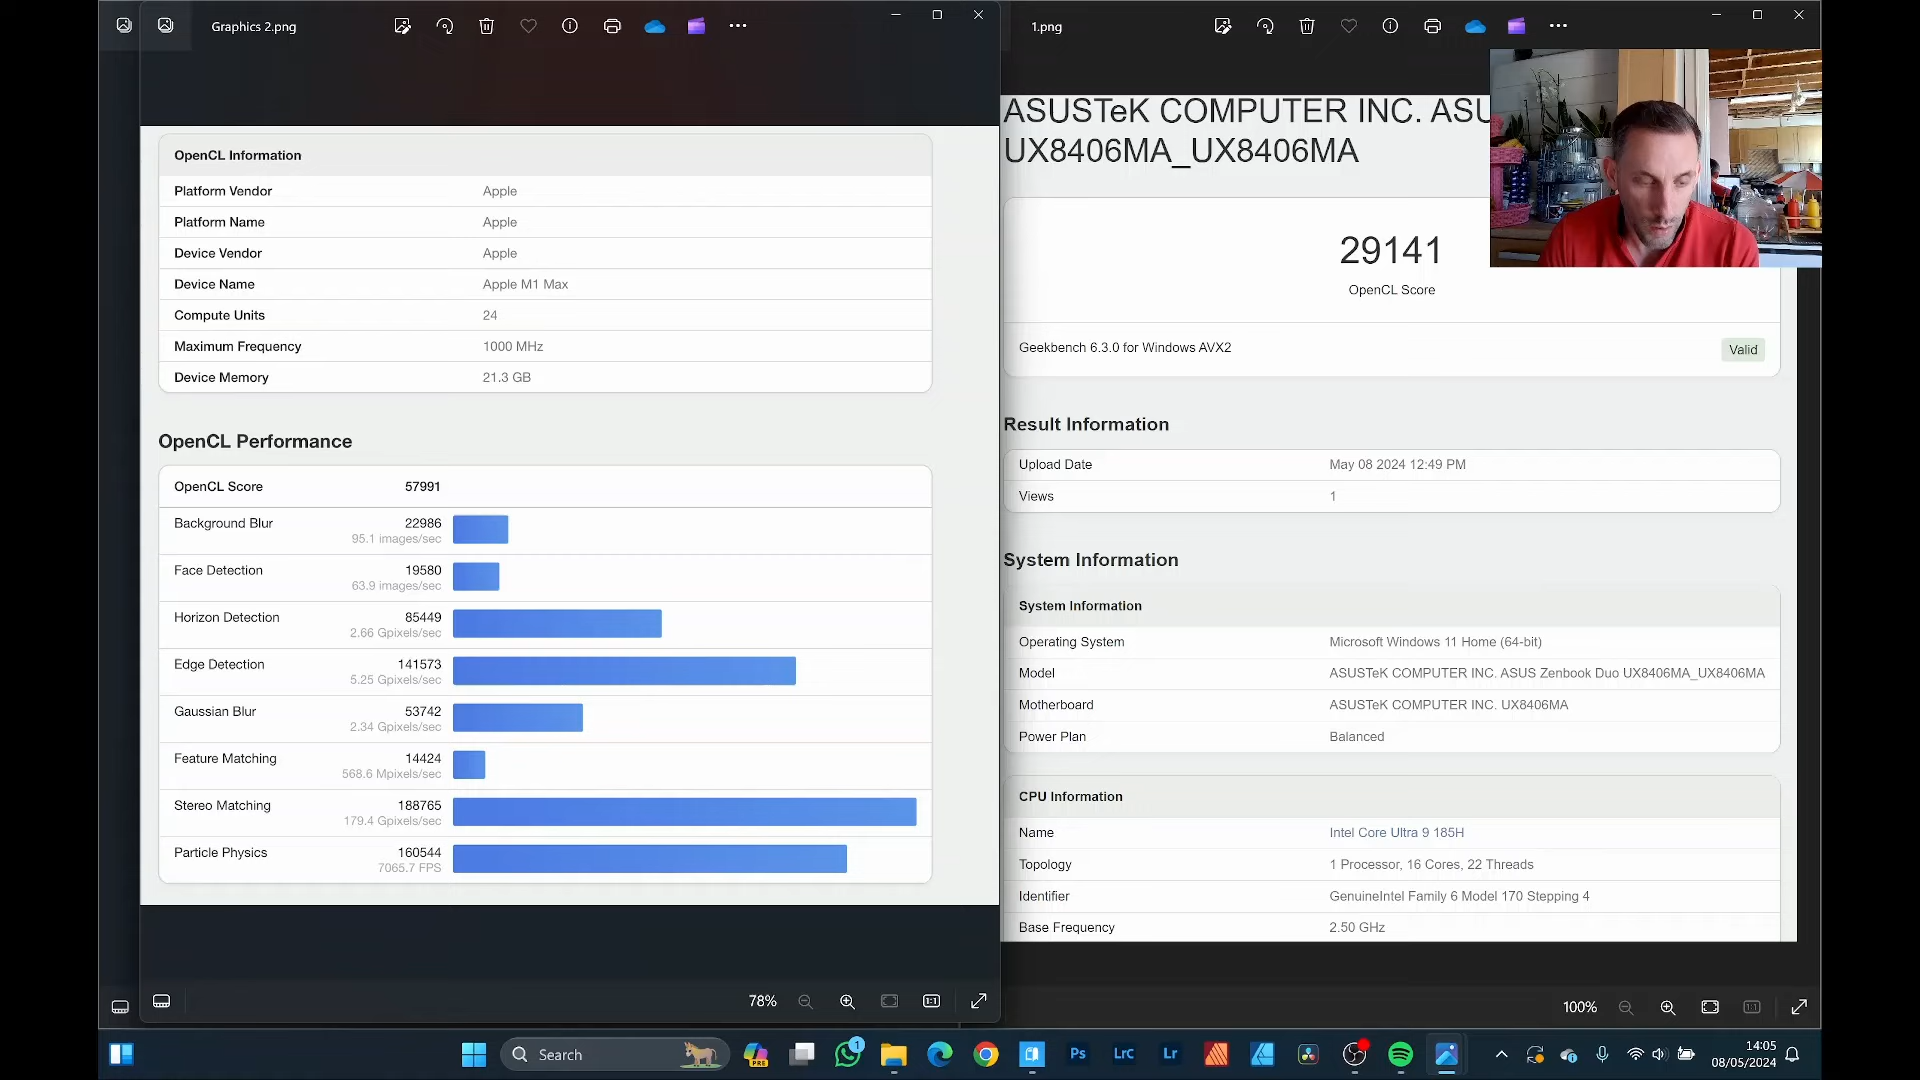 Graphics 2.png
OpenCL Information
Platform Vendor Apple
Platform Name Apple
Device Vendor Apple
Device Name Apple M1 Max
Compute Units 24
Maximum Frequency 1000 MHz
Device Memory 21.3 GB
OpenCL Performance
OpenCL Score 57991
Background Blur 22986
95.1 images/sec
Face Detection 19580
63.9 images/sec
Horizon Detection 85449
2.66 Gpixels/sec
Edge Detection 141573
5.25 Gpixels/sec
Gaussian Blur 53742
2.34 Gpixels/sec
Feature Matching 14424
568.6 Mpixels/sec
Stereo Matching 188765
179.4 Gpixels/sec
Particle Physics 160544
7065.7 FPS
78%
1:1
1.png
ASUSTeK COMPUTER INC. ASU
UX8406MA_UX8406MA
29141
OpenCL Score
Geekbench 6.3.0 for Windows AVX2 Valid
Result Information
Upload Date May 08 2024 12:49 PM
Views 1
System Information
System Information
Operating System Microsoft Windows 11 Home (64-bit)
Model ASUSTeK COMPUTER INC. ASUS Zenbook Duo UX8406MA_UX8406MA
Motherboard ASUSTeK COMPUTER INC. UX8406MA
Power Plan Balanced
CPU Information
Name Intel Core Ultra 9 185H
Topology 1 Processor, 16 Cores, 22 Threads
Identifier GenuineIntel Family 6 Model 170 Stepping 4
Base Frequency 2.50 GHz
100%
1:1
Search
PRE
1
Ps
LrC
Lr
14:05
08/05/2024